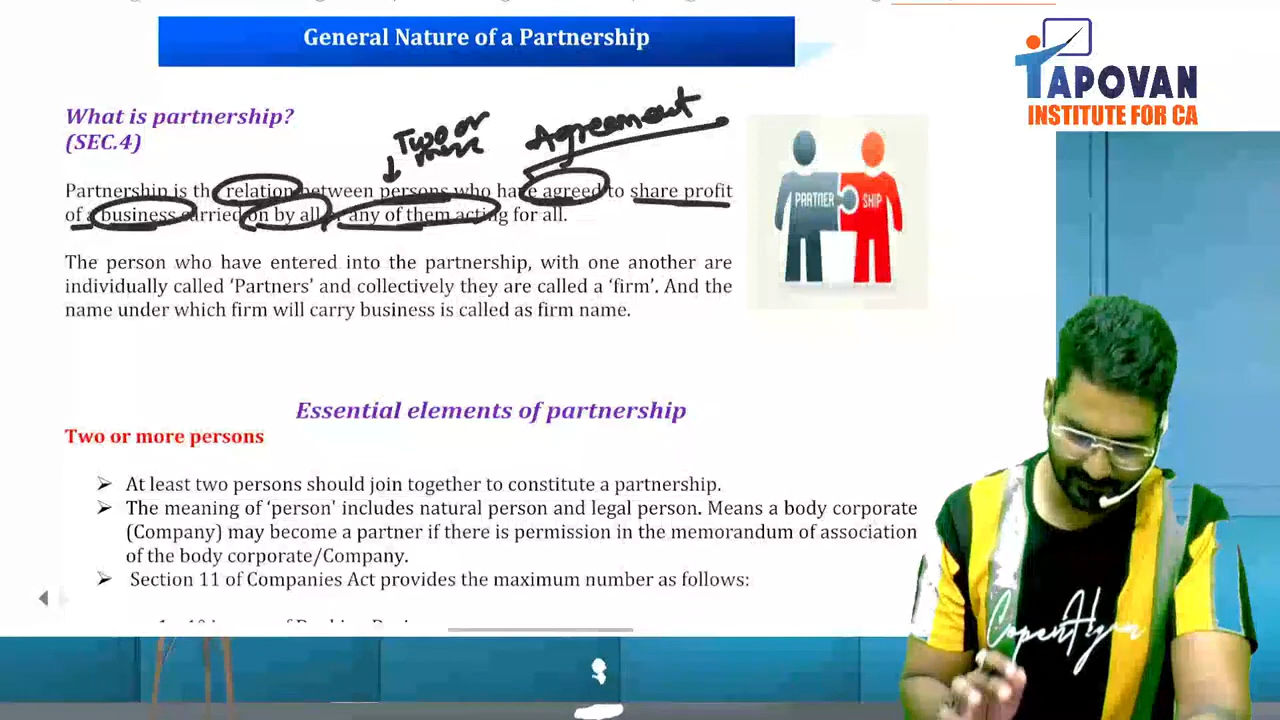 General Nature of a Partnership
TAPOVAN
INSTITUTE FOR CA
What is partnership?
(SEC.4)
Two or
more
Agreement
Partnership is the relation between persons who have agreed to share profit
of a business carried on by all or any of them acting for all.
PARTNER
SHIP
The person who have entered into the partnership, with one another are
individually called ‘Partners’ and collectively they are called a ‘firm’. And the
name under which firm will carry business is called as firm name.
Essential elements of partnership
Two or more persons
➢ At least two persons should join together to constitute a partnership.
➢ The meaning of ‘person' includes natural person and legal person. Means a body corporate
(Company) may become a partner if there is permission in the memorandum of association
of the body corporate/Company.
➢ Section 11 of Companies Act provides the maximum number as follows: